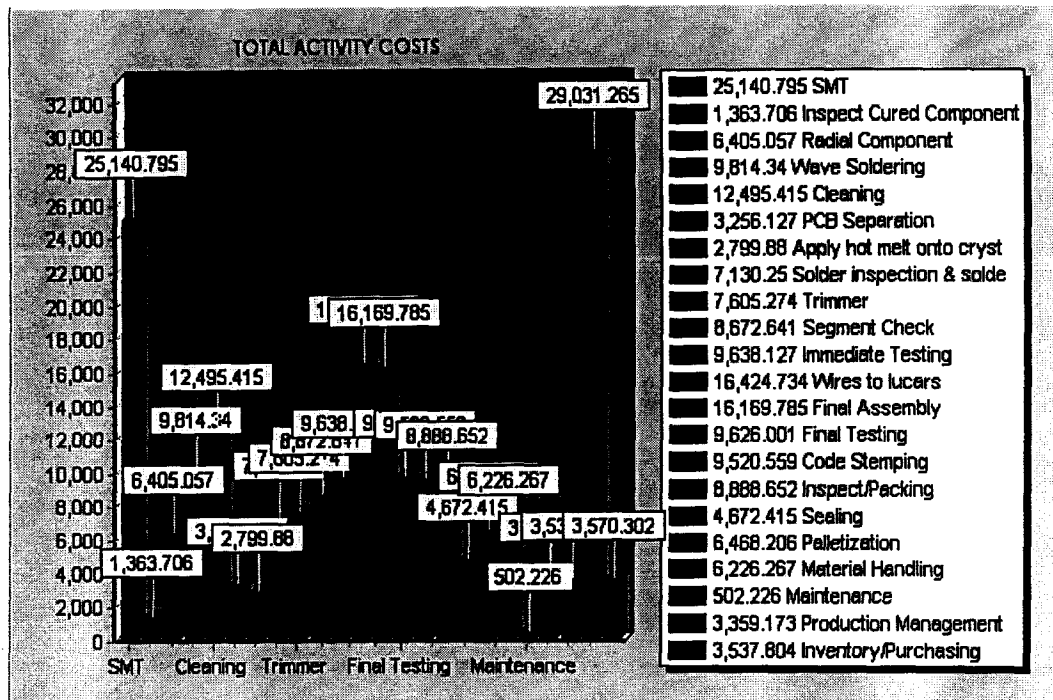 TOTAL ACTIVITY COSTS
32,000
30,000
28,000
26,000
24,000
22,000
20,000
18,000
16,000
14,000
12,000
10,000
8,000
6,000
4,000
2,000
0
25,140.795
1,363.706
6,405.057
9,814.34
12,495.415
2,799.88
7,605.274
8,672.641
9,638.
16,169.785
8,888.652
4,672.415
6,226.267
502.226
29,031.265
3,570.302
SMT Cleaning Trimmer Final Testing Maintenance
25,140.795 SMT
1,363.706 Inspect Cured Component
6,405.057 Radial Component
9,814.34 Wave Soldering
12,495.415 Cleaning
3,256.127 PCB Separation
2,799.88 Apply hot melt onto cryst
7,130.25 Solder inspection & solde
7,605.274 Trimmer
8,672.641 Segment Check
9,638.127 Immediate Testing
16,424.734 Wires to lucars
16,169.785 Final Assembly
9,626.001 Final Testing
9,520.559 Code Stemping
8,888.652 Inspect/Packing
4,672.415 Sealing
6,468.206 Palletization
6,226.267 Material Handling
502.226 Maintenance
3,359.173 Production Management
3,537.804 Inventory/Purchasing